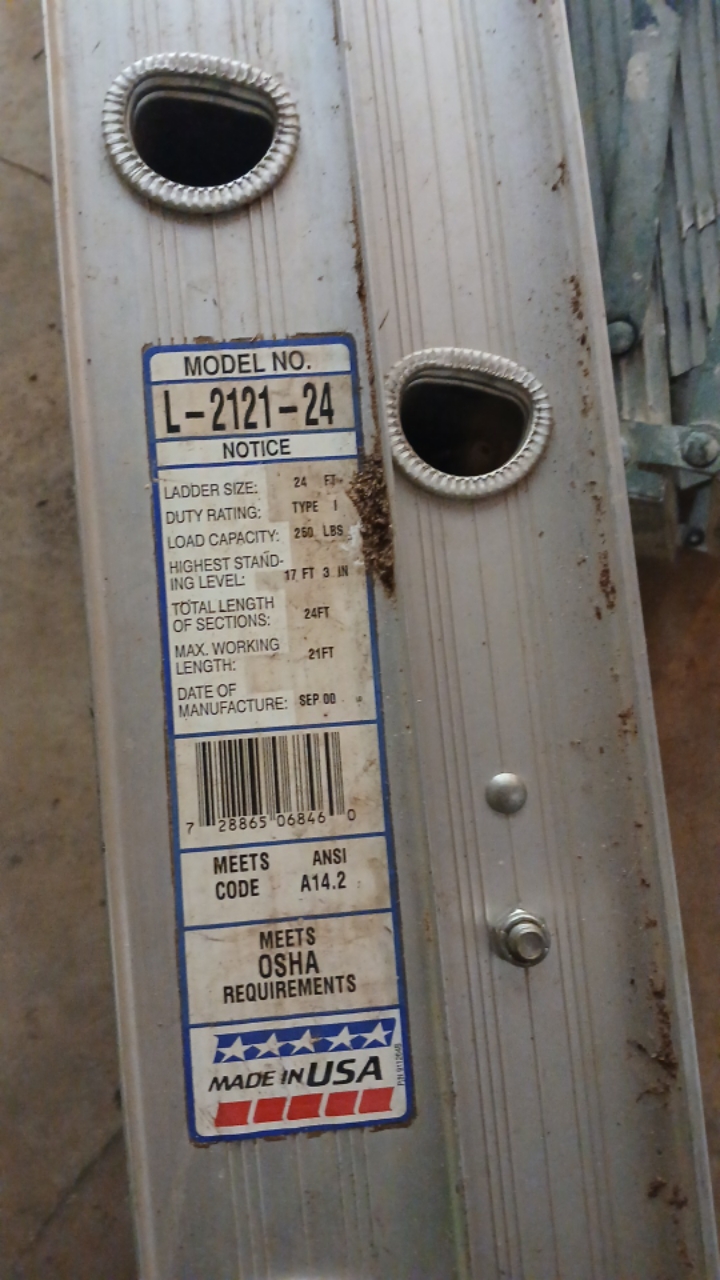 MODEL NO.
L-2121-24
NOTICE
LADDER SIZE: 24 FT.
DUTY RATING: TYPE I
LOAD CAPACITY: 250 LBS
HIGHEST STAND-
ING LEVEL: 17 FT 3 IN
TOTAL LENGTH
OF SECTIONS: 24FT
MAX. WORKING
LENGTH: 21FT
DATE OF
MANUFACTURE: SEP 00
7 28865 06846 0
MEETS ANSI
CODE A14.2
MEETS
OSHA
REQUIREMENTS
MADE IN USA